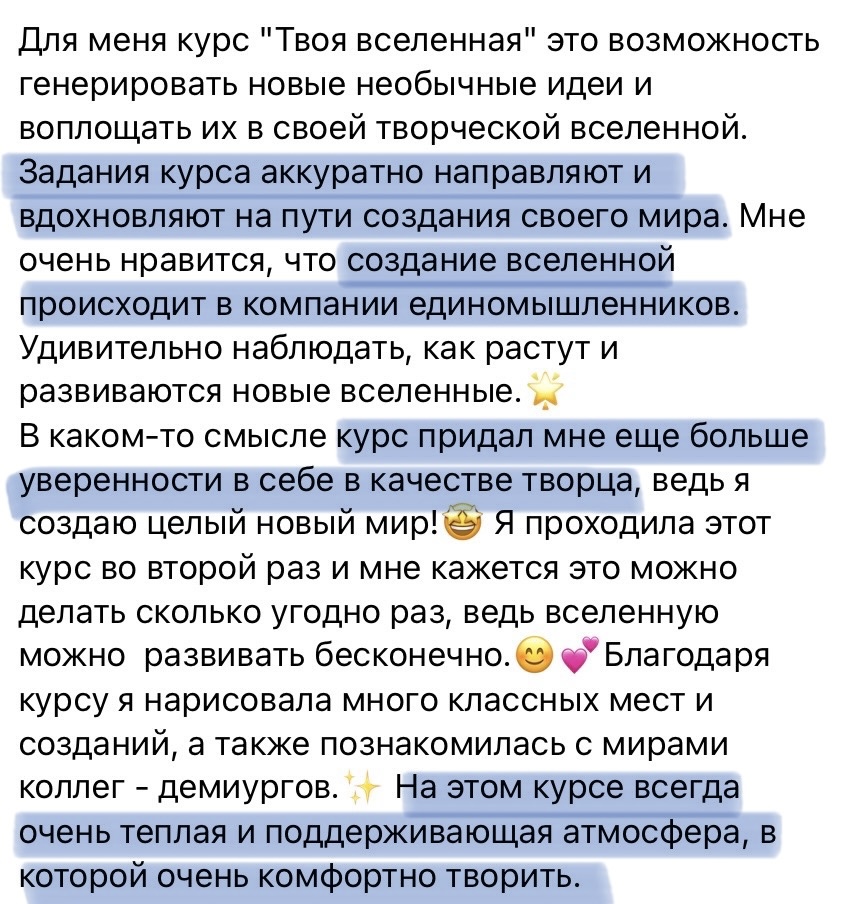 Для меня курс "Твоя вселенная" это возможность
генерировать новые необычные идеи и
воплощать их в своей творческой вселенной.
Задания курса аккуратно направляют и
вдохновляют на пути создания своего мира. Мне
очень нравится, что создание вселенной
происходит в компании единомышленников.
Удивительно наблюдать, как растут и
развиваются новые вселенные.🌟
В каком-то смысле курс придал мне еще больше
уверенности в себе в качестве творца, ведь я
создаю целый новый мир!🤩 Я проходила этот
курс во второй раз и мне кажется это можно
делать сколько угодно раз, ведь вселенную
можно  развивать бесконечно.😊💕Благодаря
курсу я нарисовала много классных мест и
созданий, а также познакомилась с мирами
коллег - демиургов.✨ На этом курсе всегда
очень теплая и поддерживающая атмосфера, в
которой очень комфортно творить.